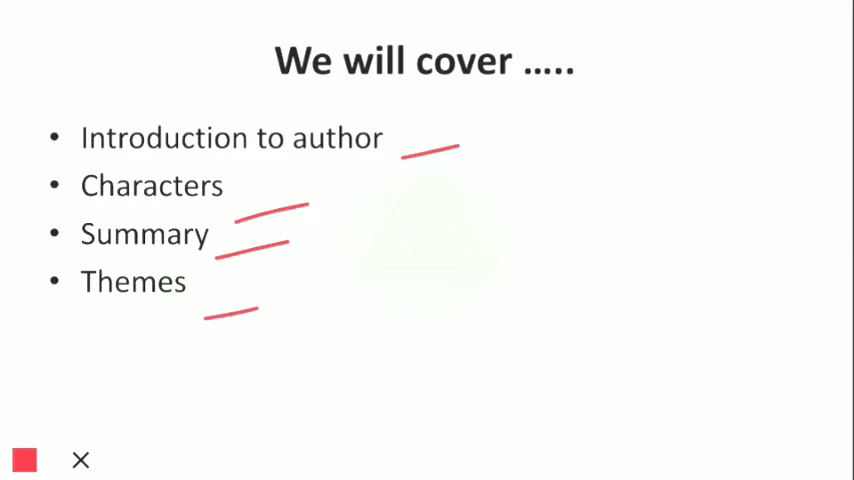 We will cover .....
• Introduction to author
• Characters
• Summary
• Themes